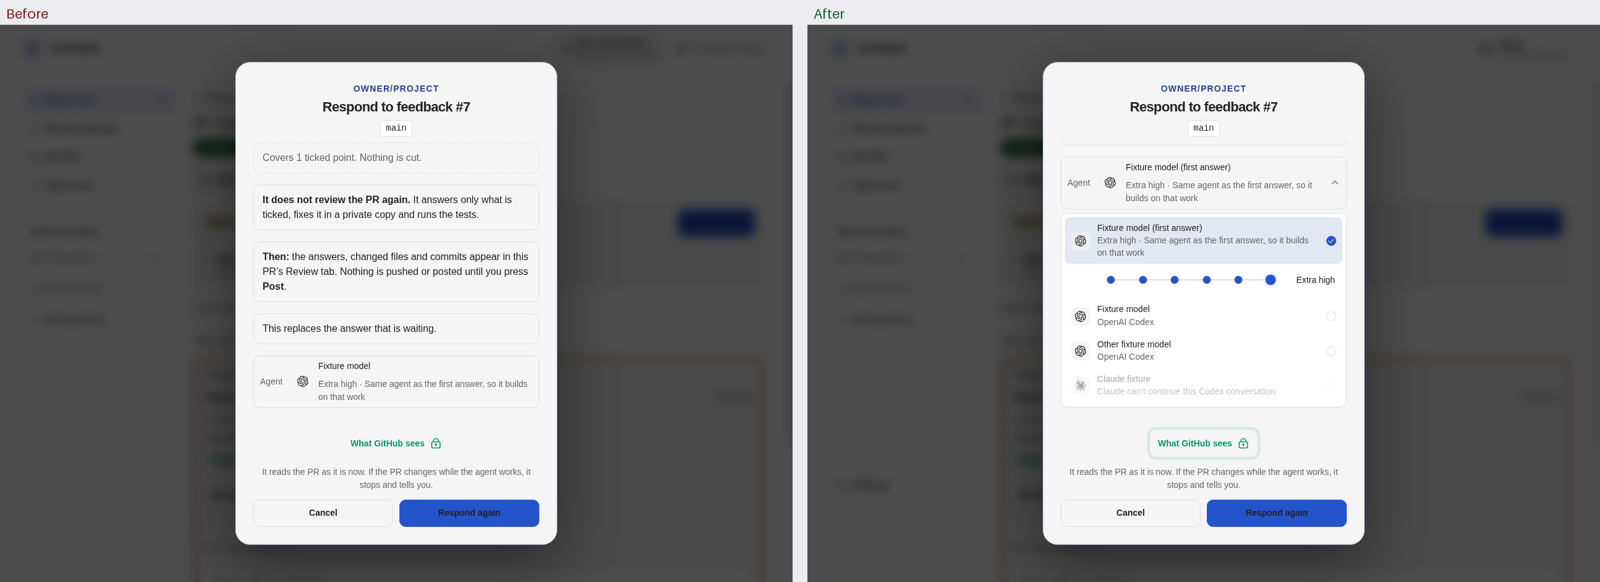 Before
OWNER/PROJECT
Respond to feedback #7
main
Covers 1 ticked point. Nothing is cut.
It does not review the PR again. It answers only what is
ticked, fixes it in a private copy and runs the tests.
Then: the answers, changed files and commits appear in this
PR's Review tab. Nothing is pushed or posted until you press
Post.
This replaces the answer that is waiting.
Agent
Fixture model
Extra high · Same agent as the first answer, so it builds
on that work
What GitHub sees
It reads the PR as it is now. If the PR changes while the agent works, it
stops and tells you.
Cancel
Respond again
After
OWNER/PROJECT
Respond to feedback #7
main
Agent
Fixture model (first answer)
Extra high · Same agent as the first answer, so it
builds on that work
Fixture model (first answer)
Extra high · Same agent as the first answer, so it builds
on that work
Extra high
Fixture model
OpenAI Codex
Other fixture model
OpenAI Codex
Claude fixture
Claude can't continue this Codex conversation
What GitHub sees
It reads the PR as it is now. If the PR changes while the agent works, it
stops and tells you.
Cancel
Respond again